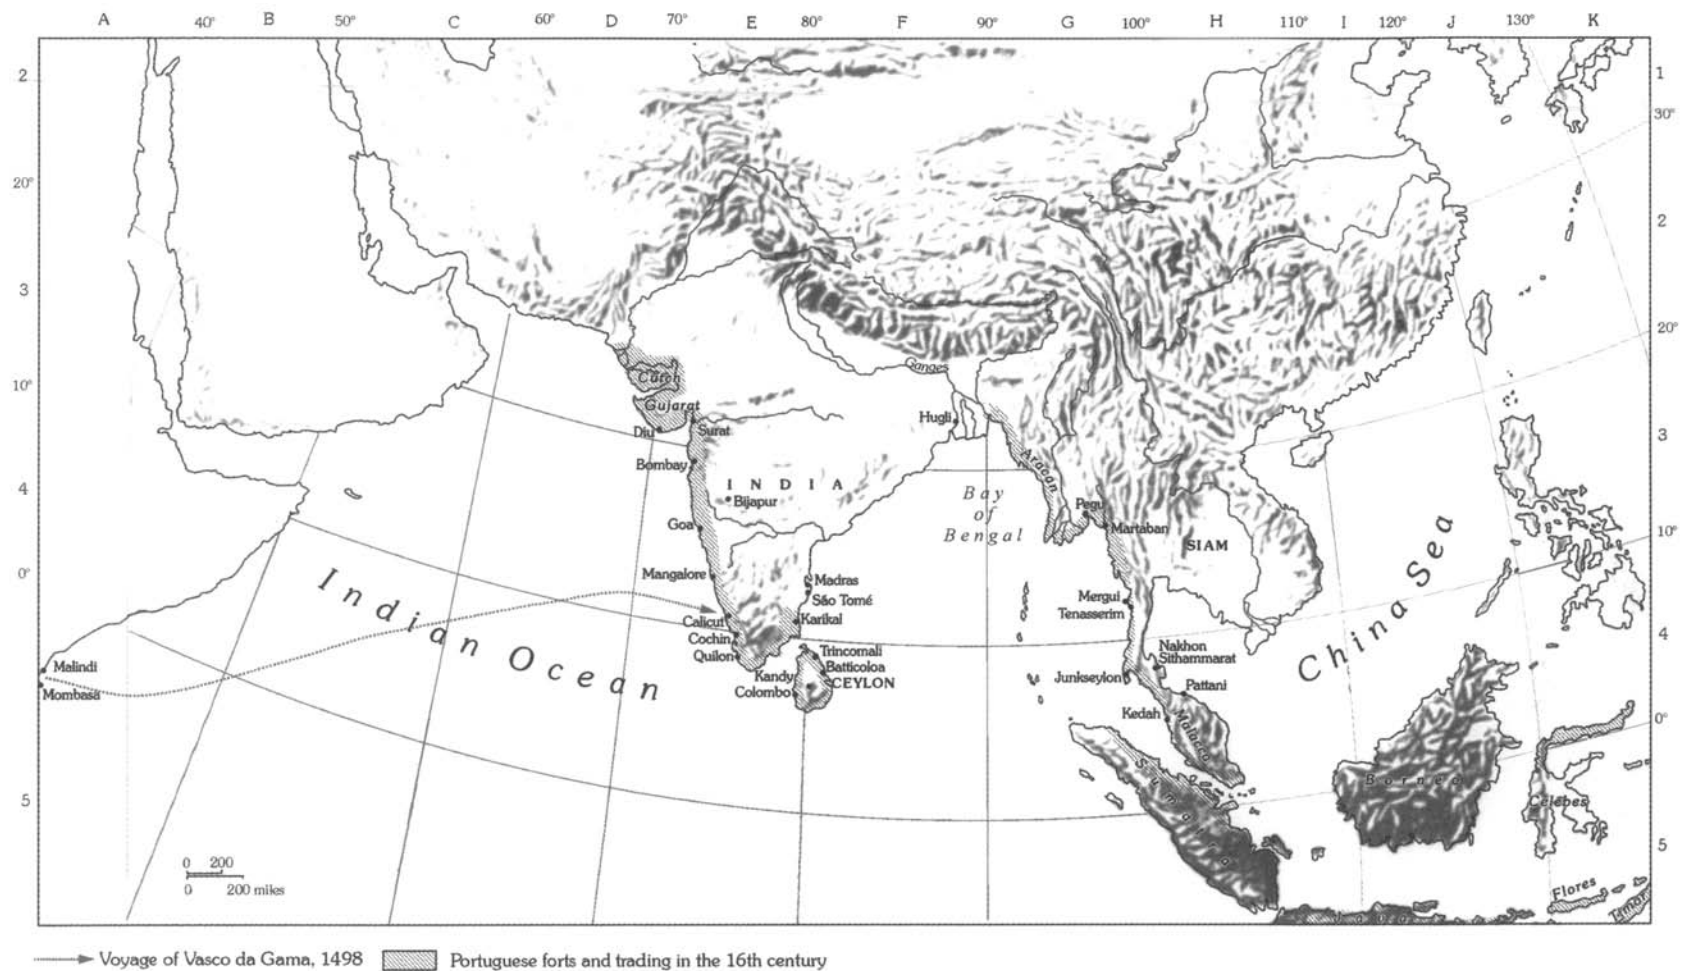 A 40° B 50° C 60° D 70° E 80° F 90° G 100° H 110° I 120° J 130° K
2
1
30°
20°
2
3
20°
10°
Cutch
Ganges
Gujarat
Diu
Surat
Hugli
3
Bombay
Aracan
4
INDIA
Bijapur
Bay
of
Bengal
Pegu
Goa
Martaban
10°
SIAM
0°
Mangalore
Madras
São Tomé
Mergui
Tenasserim
Calicut
Karikal
Cochin
4
Indian Ocean
China Sea
Quilon
Trincomali
Batticoloa
Nakhon
Sithammarat
Malindi
Kandy
CEYLON
Junkseylon
Pattani
Mombasa
Colombo
Kedah
Malacca
0°
Sumatra
Borneo
Celebes
5
5
0 200
0 200 miles
Flores
Timor
Java
Voyage of Vasco da Gama, 1498
Portuguese forts and trading in the 16th century